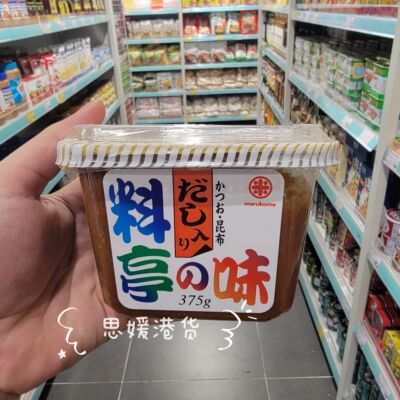 かつお・昆布
だし入り
料亭の味
米
marukome
375g
思媛港货